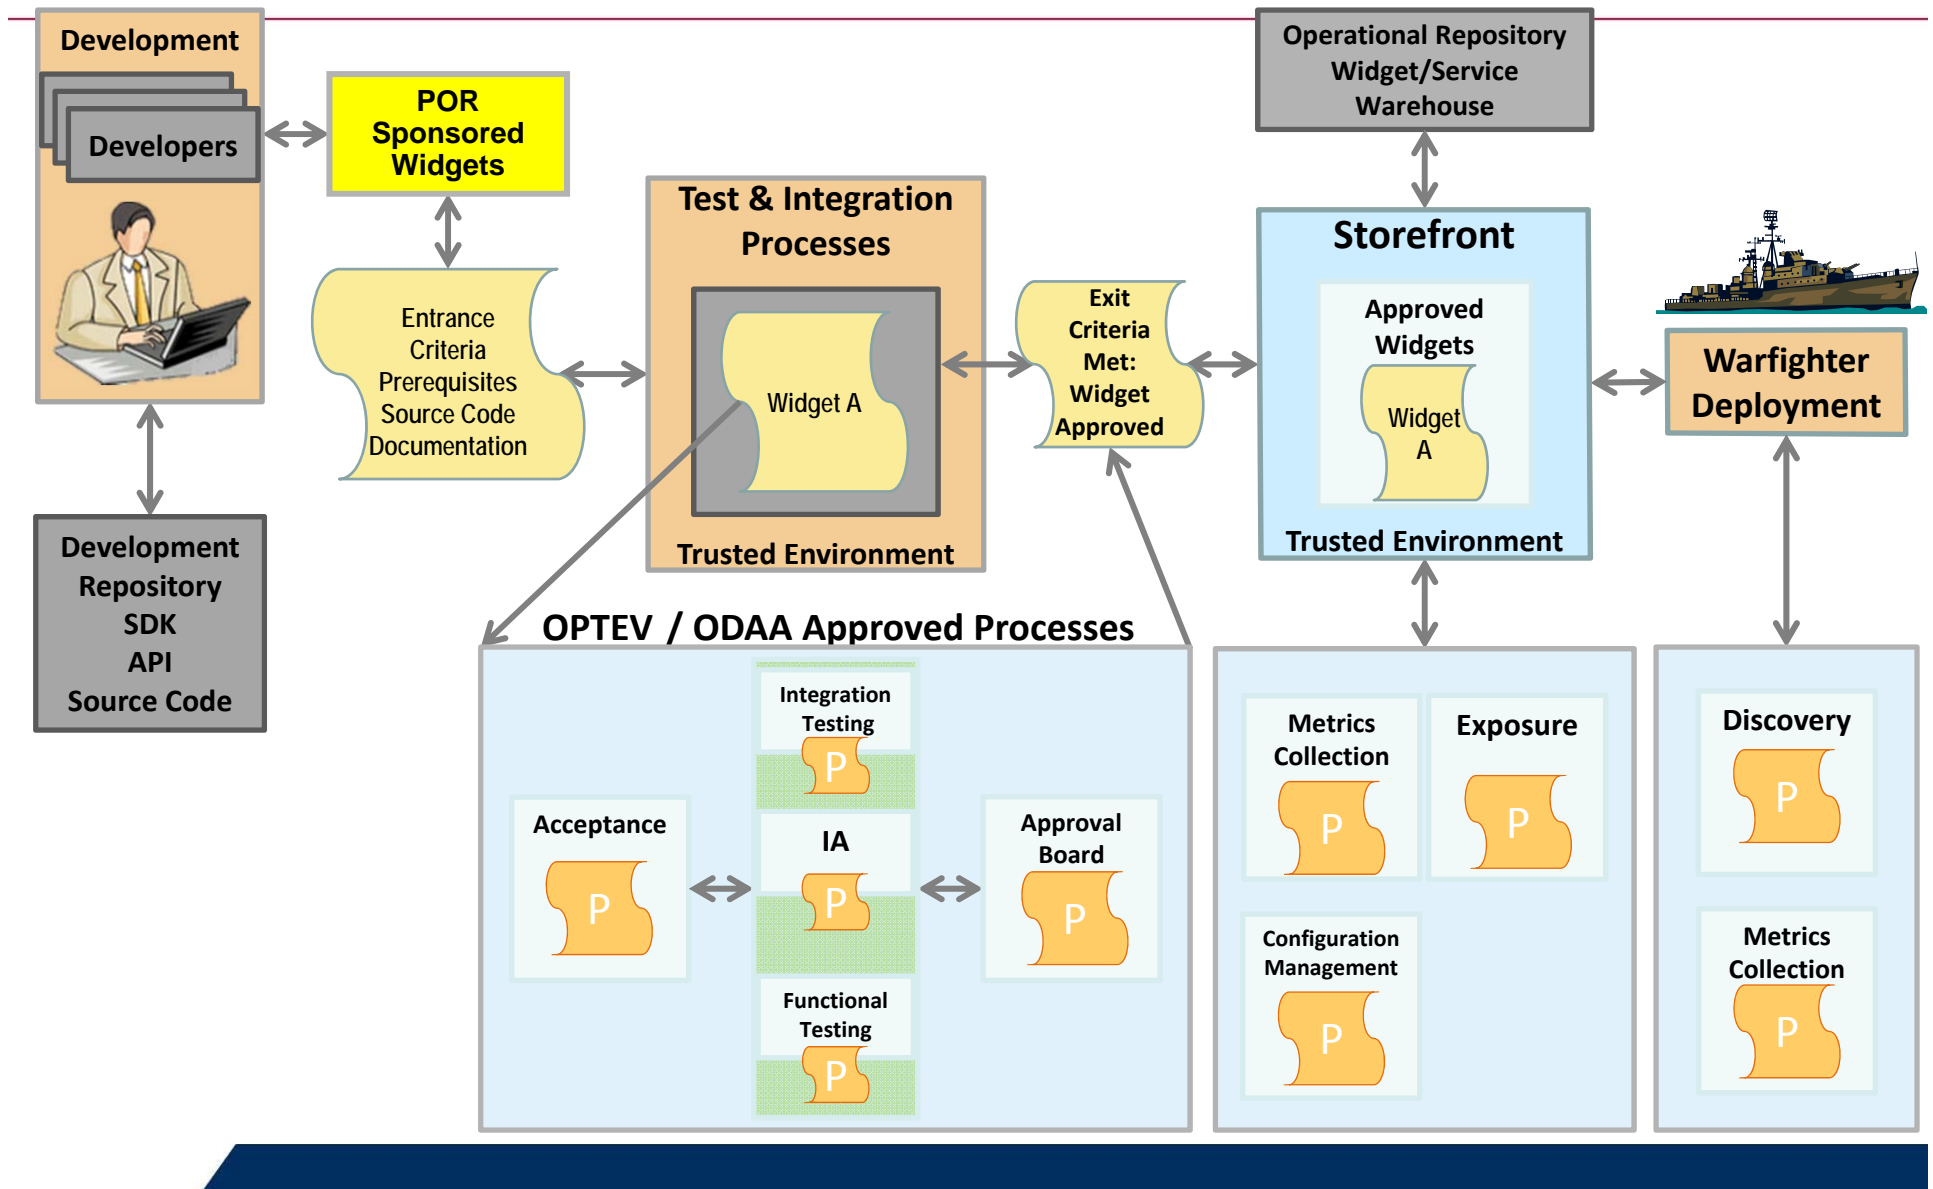 Development
Developers
POR
Sponsored
Widgets
Entrance
Criteria
Prerequisites
Source Code
Documentation
Development
Repository
SDK
API
Source Code
Test & Integration
Processes
Widget A
Trusted Environment
Exit
Criteria
Met:
Widget
Approved
Operational Repository
Widget/Service
Warehouse
Storefront
Approved
Widgets
Widget
A
Trusted Environment
Warfighter
Deployment
OPTEV / ODAA Approved Processes
Acceptance
P
Integration
Testing
P
IA
P
Functional
Testing
P
Approval
Board
P
Metrics
Collection
P
Exposure
P
Configuration
Management
P
Discovery
P
Metrics
Collection
P